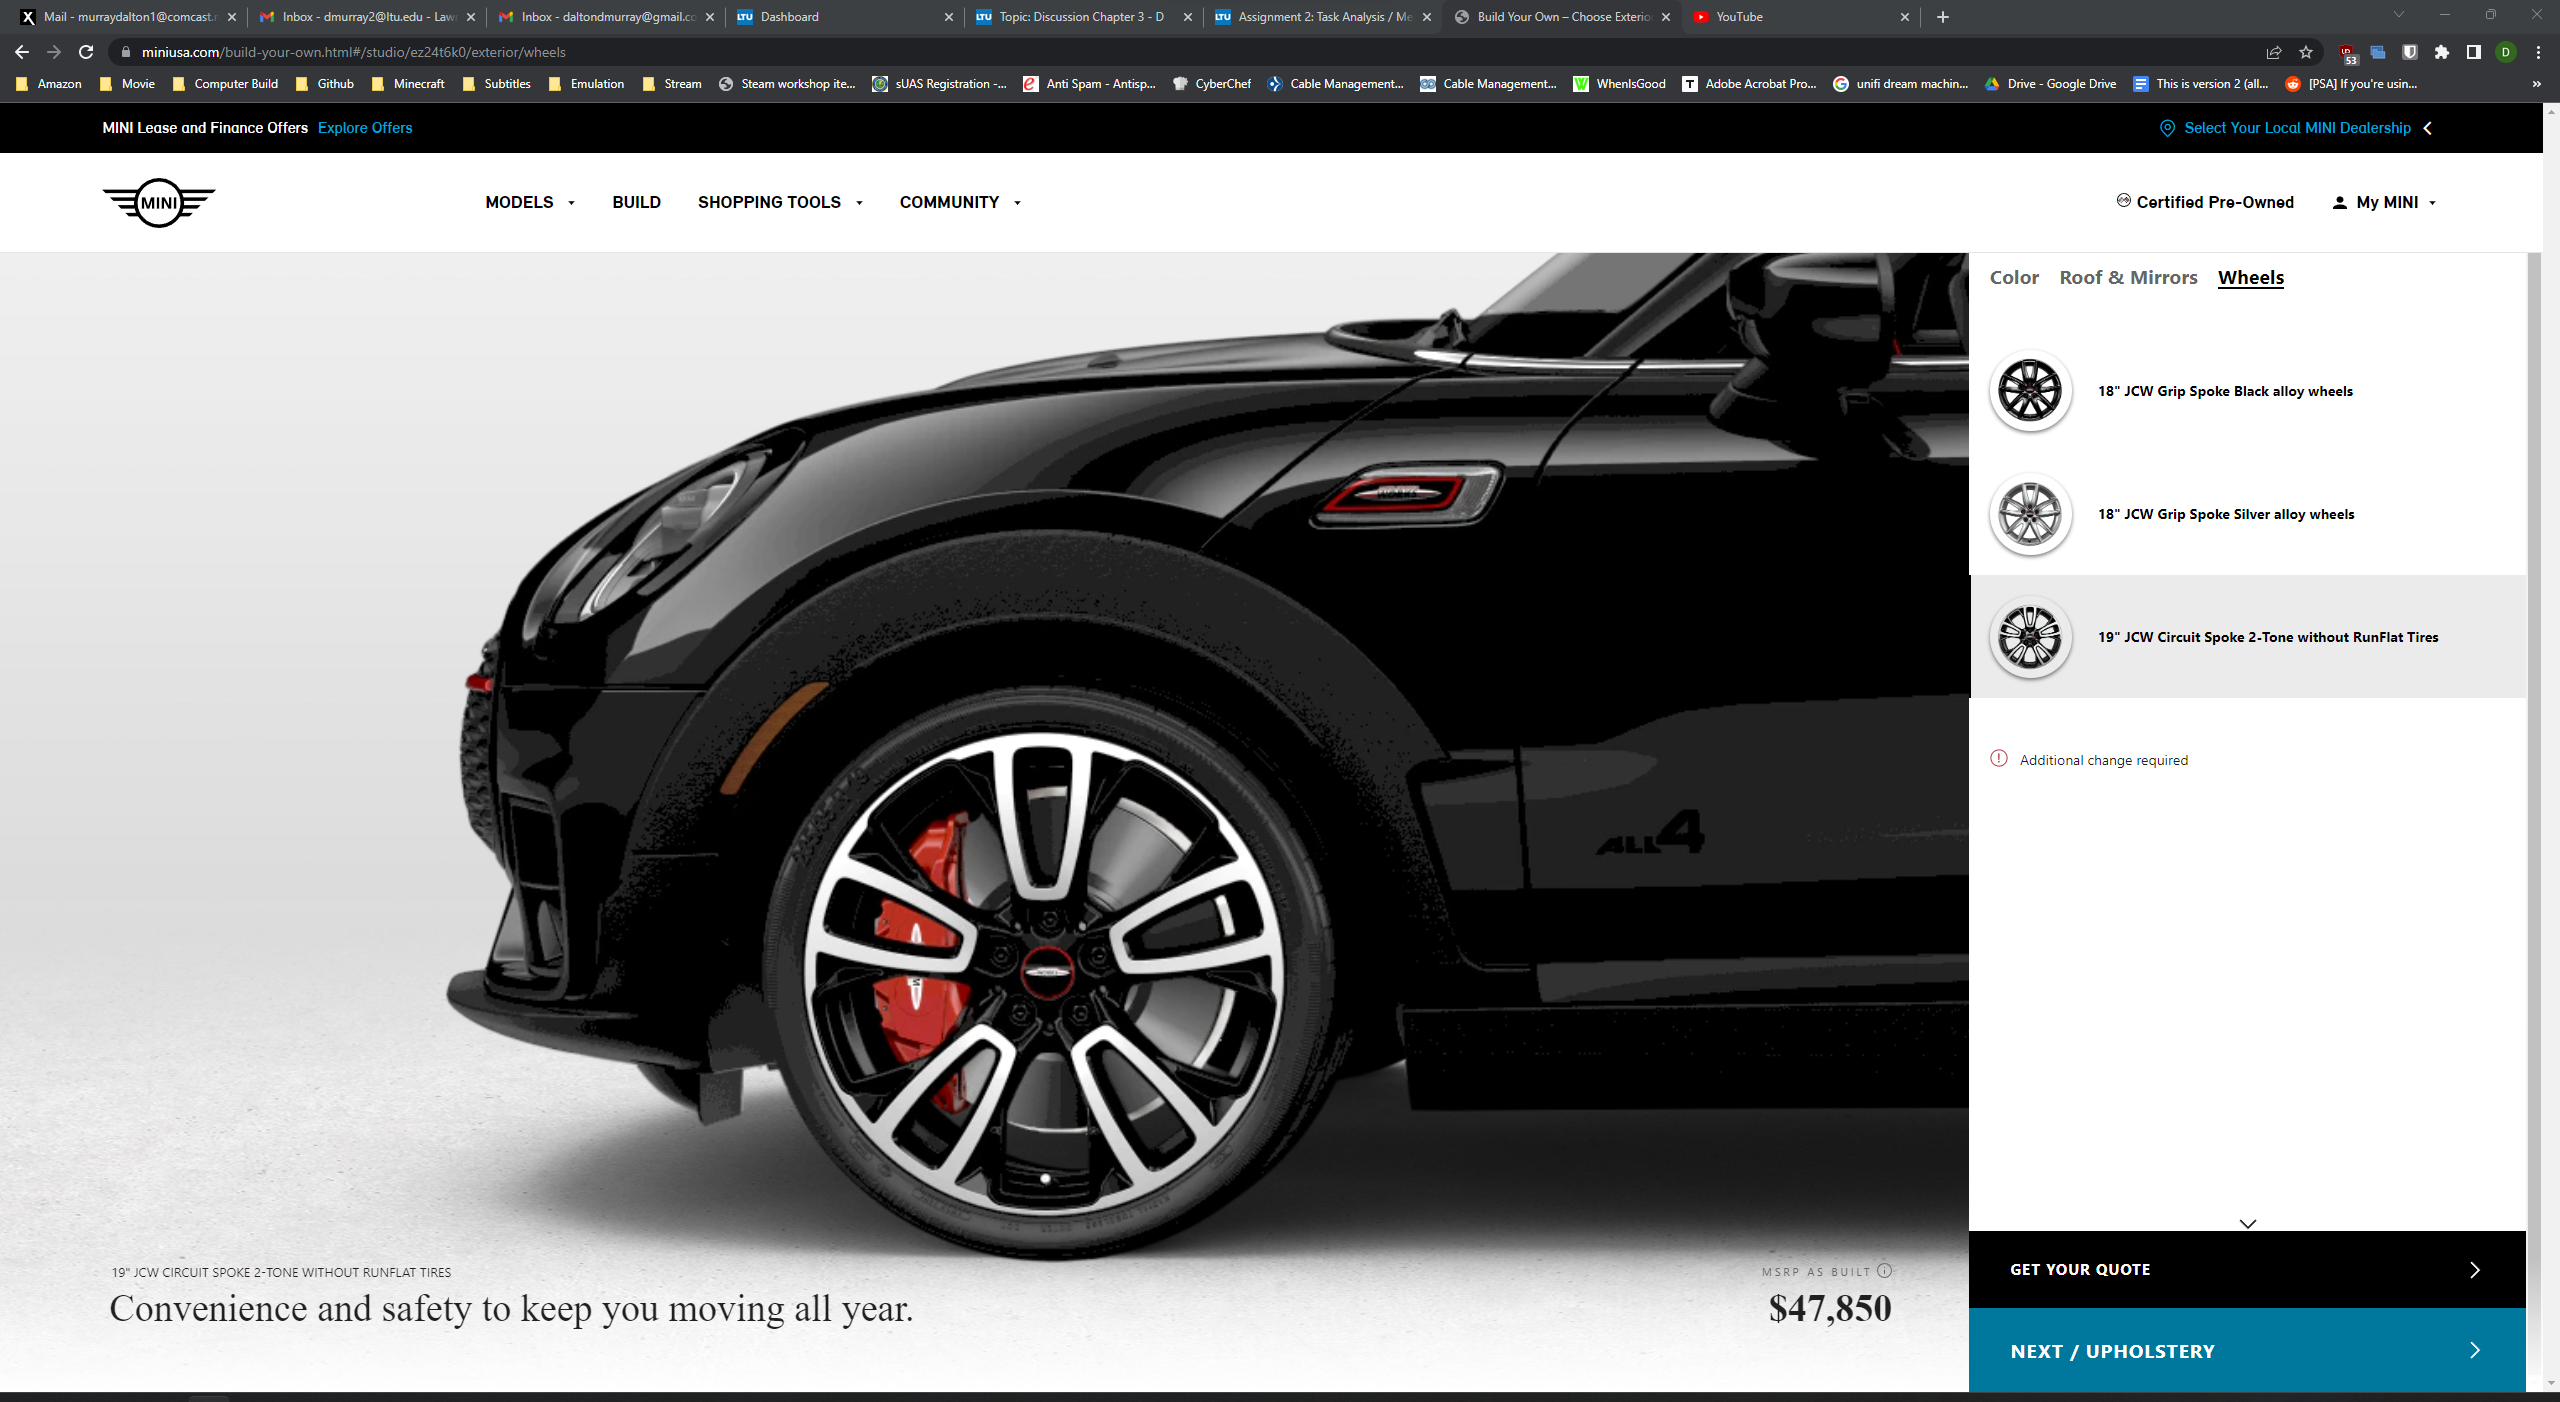 Mail - murraydalton1@comcast.n
Inbox - dmurray2@ltu.edu - Law
Inbox - daltondmurray@gmail.co
LTU Dashboard
LTU Topic: Discussion Chapter 3 - D
LTU Assignment 2: Task Analysis / Me
Build Your Own – Choose Exterio
YouTube
miniusa.com/build-your-own.html#/studio/ez24t6k0/exterior/wheels
53
D
Amazon
Movie
Computer Build
Github
Minecraft
Subtitles
Emulation
Stream
Steam workshop ite...
sUAS Registration -...
Anti Spam - Antisp...
CyberChef
Cable Management...
Cable Management...
WhenIsGood
Adobe Acrobat Pro...
unifi dream machin...
Drive - Google Drive
This is version 2 (all...
[PSA] If you're usin...
MINI Lease and Finance Offers Explore Offers
Select Your Local MINI Dealership
MINI
MODELS
BUILD
SHOPPING TOOLS
COMMUNITY
Certified Pre-Owned
My MINI
Color Roof & Mirrors Wheels
18" JCW Grip Spoke Black alloy wheels
18" JCW Grip Spoke Silver alloy wheels
19" JCW Circuit Spoke 2-Tone without RunFlat Tires
Additional change required
ALL4
19" JCW CIRCUIT SPOKE 2-TONE WITHOUT RUNFLAT TIRES
Convenience and safety to keep you moving all year.
MSRP AS BUILT
$47,850
GET YOUR QUOTE
NEXT / UPHOLSTERY